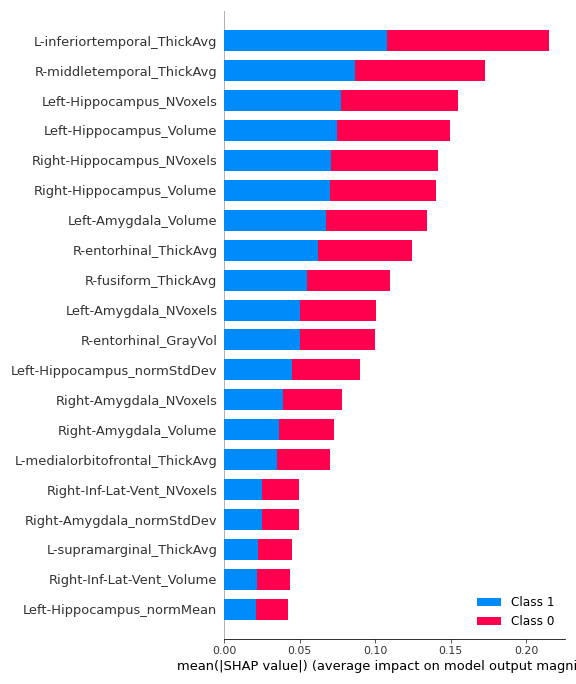 L-inferiortemporal_ThickAvg
R-middletemporal_ThickAvg
Left-Hippocampus_NVoxels
Left-Hippocampus_Volume
Right-Hippocampus_NVoxels
Right-Hippocampus_Volume
Left-Amygdala_Volume
R-entorhinal_ThickAvg
R-fusiform_ThickAvg
Left-Amygdala_NVoxels
R-entorhinal_GrayVol
Left-Hippocampus_normStdDev
Right-Amygdala_NVoxels
Right-Amygdala_Volume
L-medialorbitofrontal_ThickAvg
Right-Inf-Lat-Vent_NVoxels
Right-Amygdala_normStdDev
L-supramarginal_ThickAvg
Right-Inf-Lat-Vent_Volume
Left-Hippocampus_normMean
Class 1
Class 0
0.00 0.05 0.10 0.15 0.20
mean(|SHAP value|) (average impact on model output magni